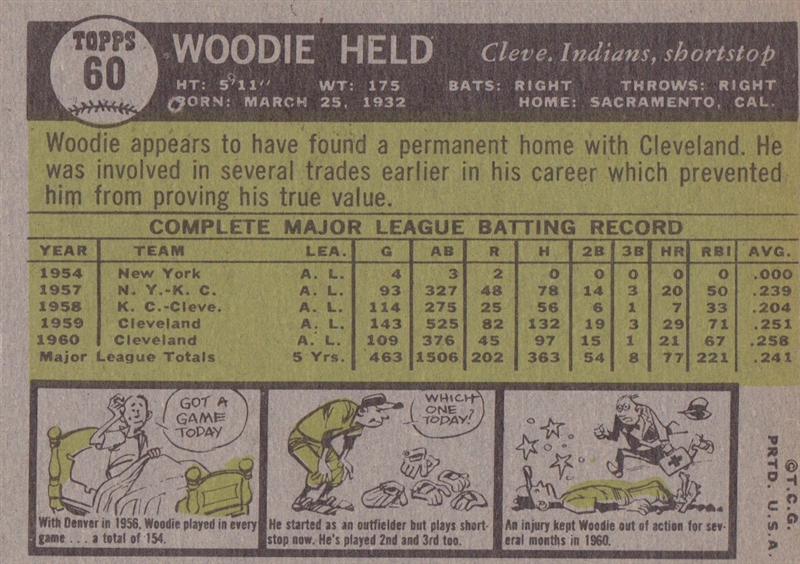 TOPPS
60
WOODIE HELD Cleve. Indians, shortstop
HT: 5'11" WT: 175 BATS: RIGHT THROWS: RIGHT
BORN: MARCH 25, 1932 HOME: SACRAMENTO, CAL.
Woodie appears to have found a permanent home with Cleveland. He
was involved in several trades earlier in his career which prevented
him from proving his true value.
COMPLETE MAJOR LEAGUE BATTING RECORD
YEAR TEAM LEA. G AB R H 2B 3B HR RBI AVG.
1954 New York A. L. 4 3 2 0 0 0 0 0 .000
1957 N. Y.-K. C. A. L. 93 327 48 78 14 3 20 50 .239
1958 K. C.-Cleve. A. L. 114 275 25 56 6 1 7 33 .204
1959 Cleveland A. L. 143 525 82 132 19 3 29 71 .251
1960 Cleveland A. L. 109 376 45 97 15 1 21 67 .258
Major League Totals 5 Yrs. 463 1506 202 363 54 8 77 221 .241
GOT A
GAME
TODAY
With Denver in 1956, Woodie played in every
game . . . a total of 154.
WHICH
ONE
TODAY?
He started as an outfielder but plays short-
stop now. He's played 2nd and 3rd too.
An injury kept Woodie out of action for sev-
eral months in 1960.
©T.C.G.
PRTD. U.S.A.